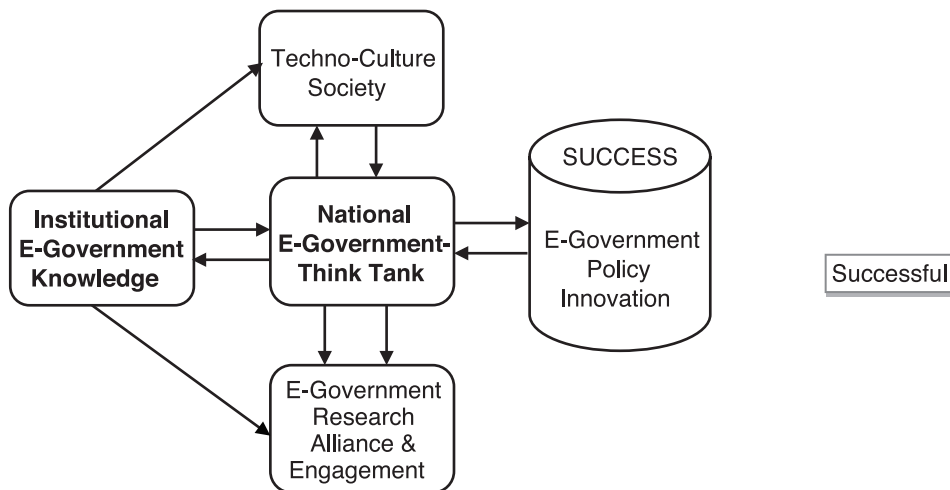 Techno-Culture
Society
SUCCESS
Institutional
E-Government
Knowledge
National
E-Government-
Think Tank
E-Government
Policy
Innovation
Successful
E-Government
Research
Alliance &
Engagement